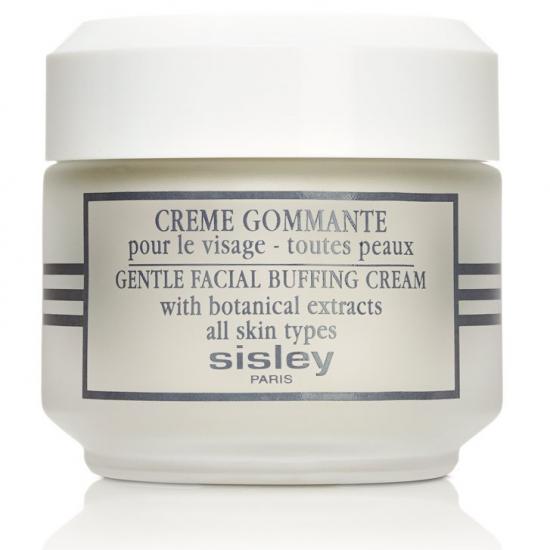 CREME GOMMANTE
pour le visage - toutes peaux
GENTLE FACIAL BUFFING CREAM
with botanical extracts
all skin types
sisley
PARIS